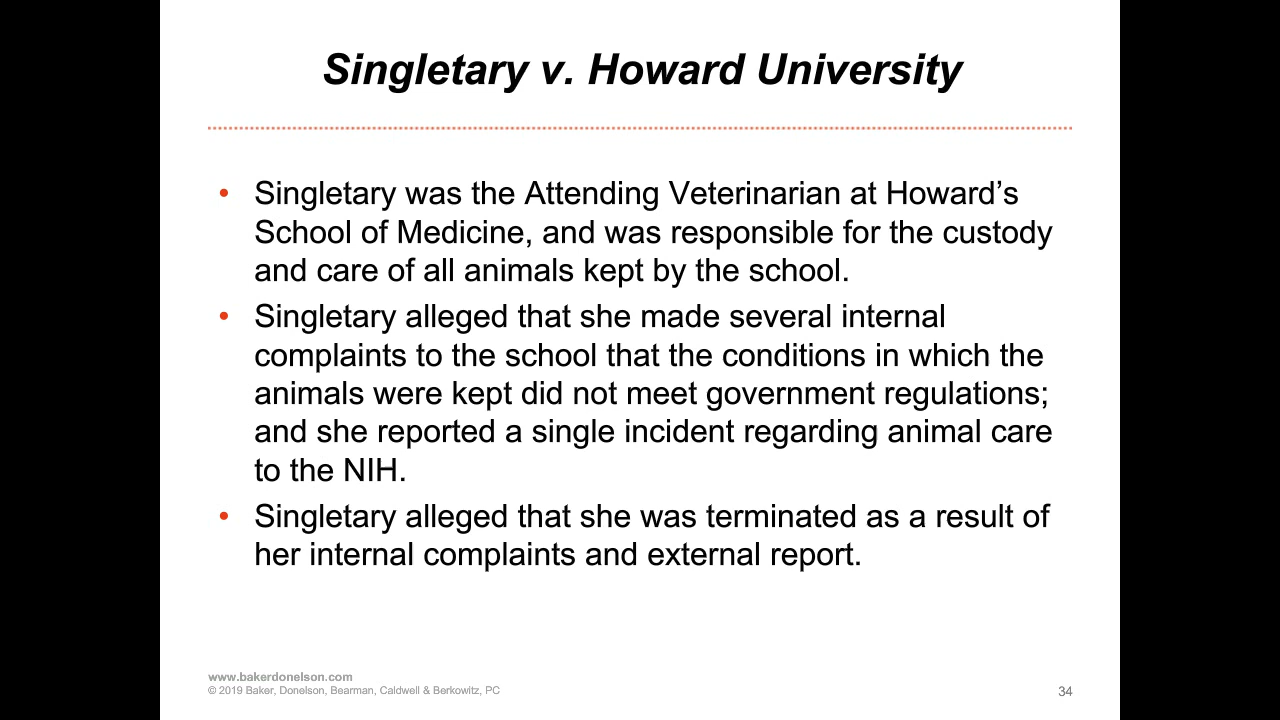 Singletary v. Howard University
• Singletary was the Attending Veterinarian at Howard’s
School of Medicine, and was responsible for the custody
and care of all animals kept by the school.
• Singletary alleged that she made several internal
complaints to the school that the conditions in which the
animals were kept did not meet government regulations;
and she reported a single incident regarding animal care
to the NIH.
• Singletary alleged that she was terminated as a result of
her internal complaints and external report.
www.bakerdonelson.com
© 2019 Baker, Donelson, Bearman, Caldwell & Berkowitz, PC
34